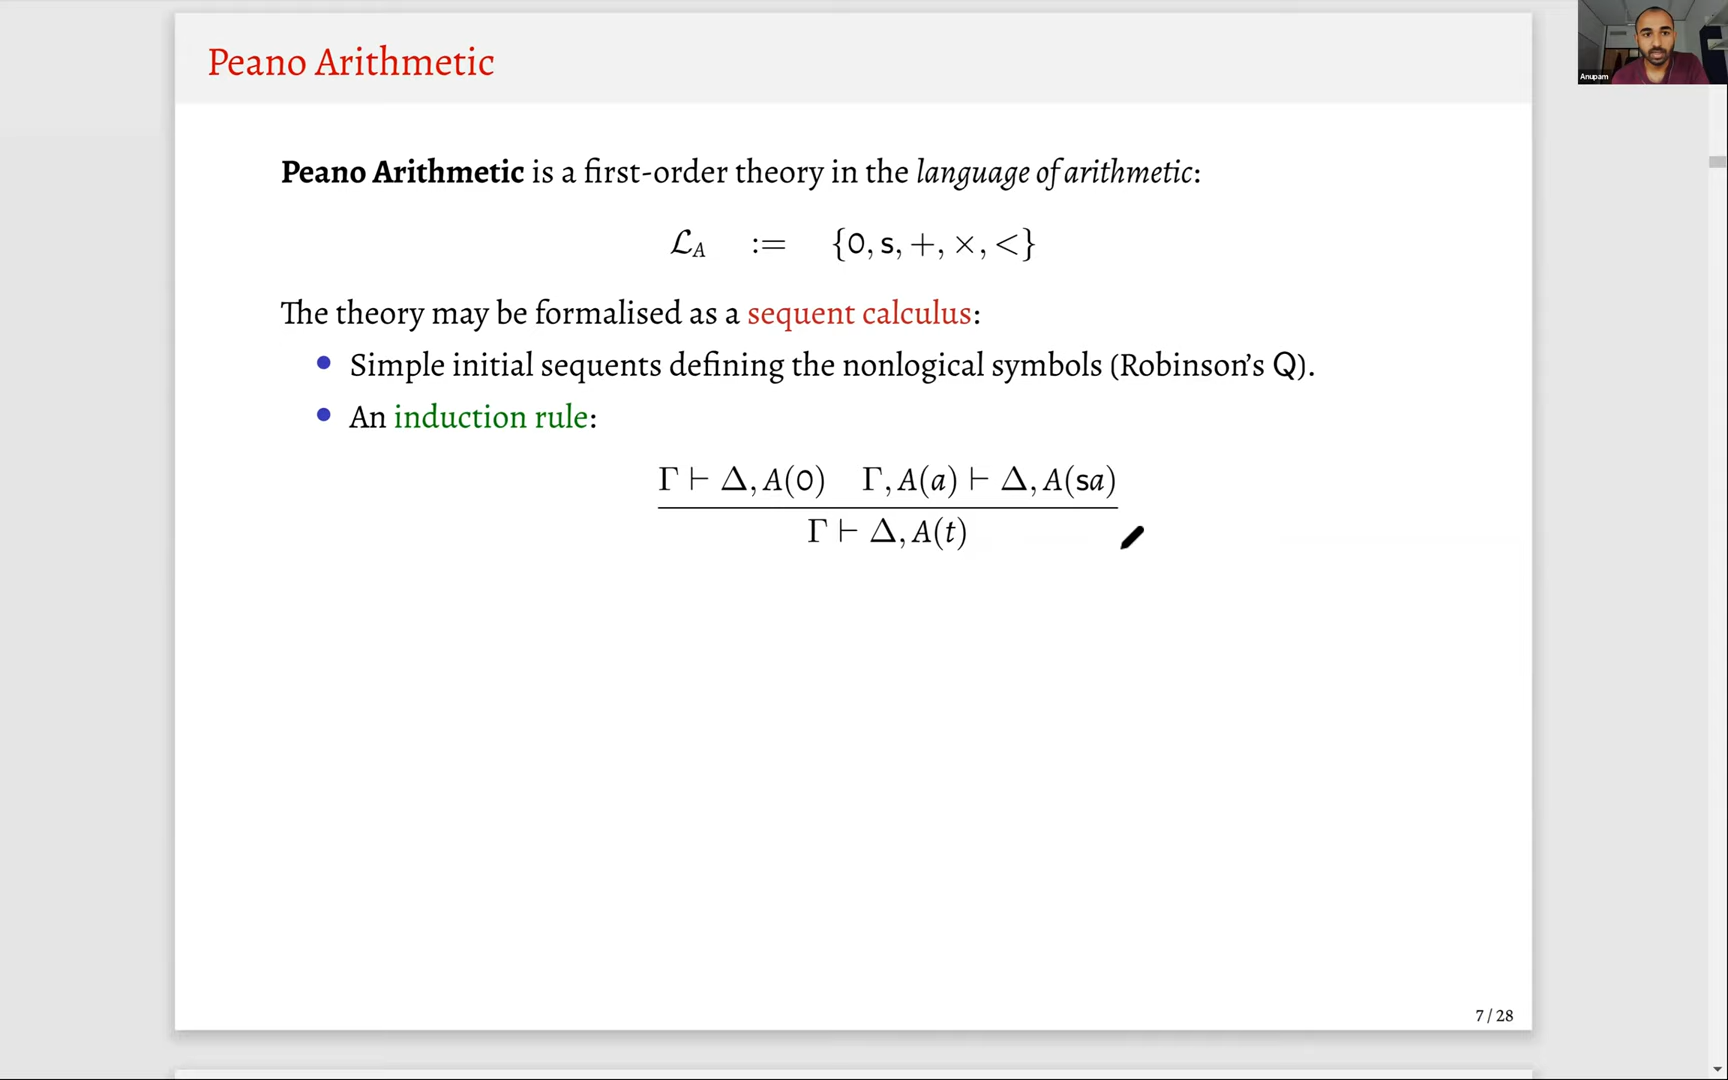 Peano Arithmetic
Anupam
Peano Arithmetic is a first-order theory in the language of arithmetic:
ℒ_A := {0, s, +, ×, <}
The theory may be formalised as a sequent calculus:
• Simple initial sequents defining the nonlogical symbols (Robinson’s Q).
• An induction rule:
Γ ⊢ Δ, A(0) Γ, A(a) ⊢ Δ, A(sa)
Γ ⊢ Δ, A(t)
7 / 28